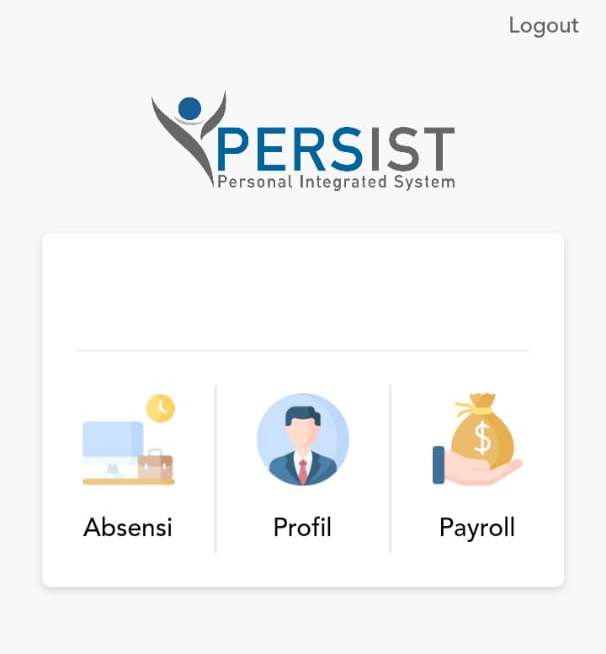 Logout
PERSIST
Personal Integrated System
Absensi
Profil
Payroll